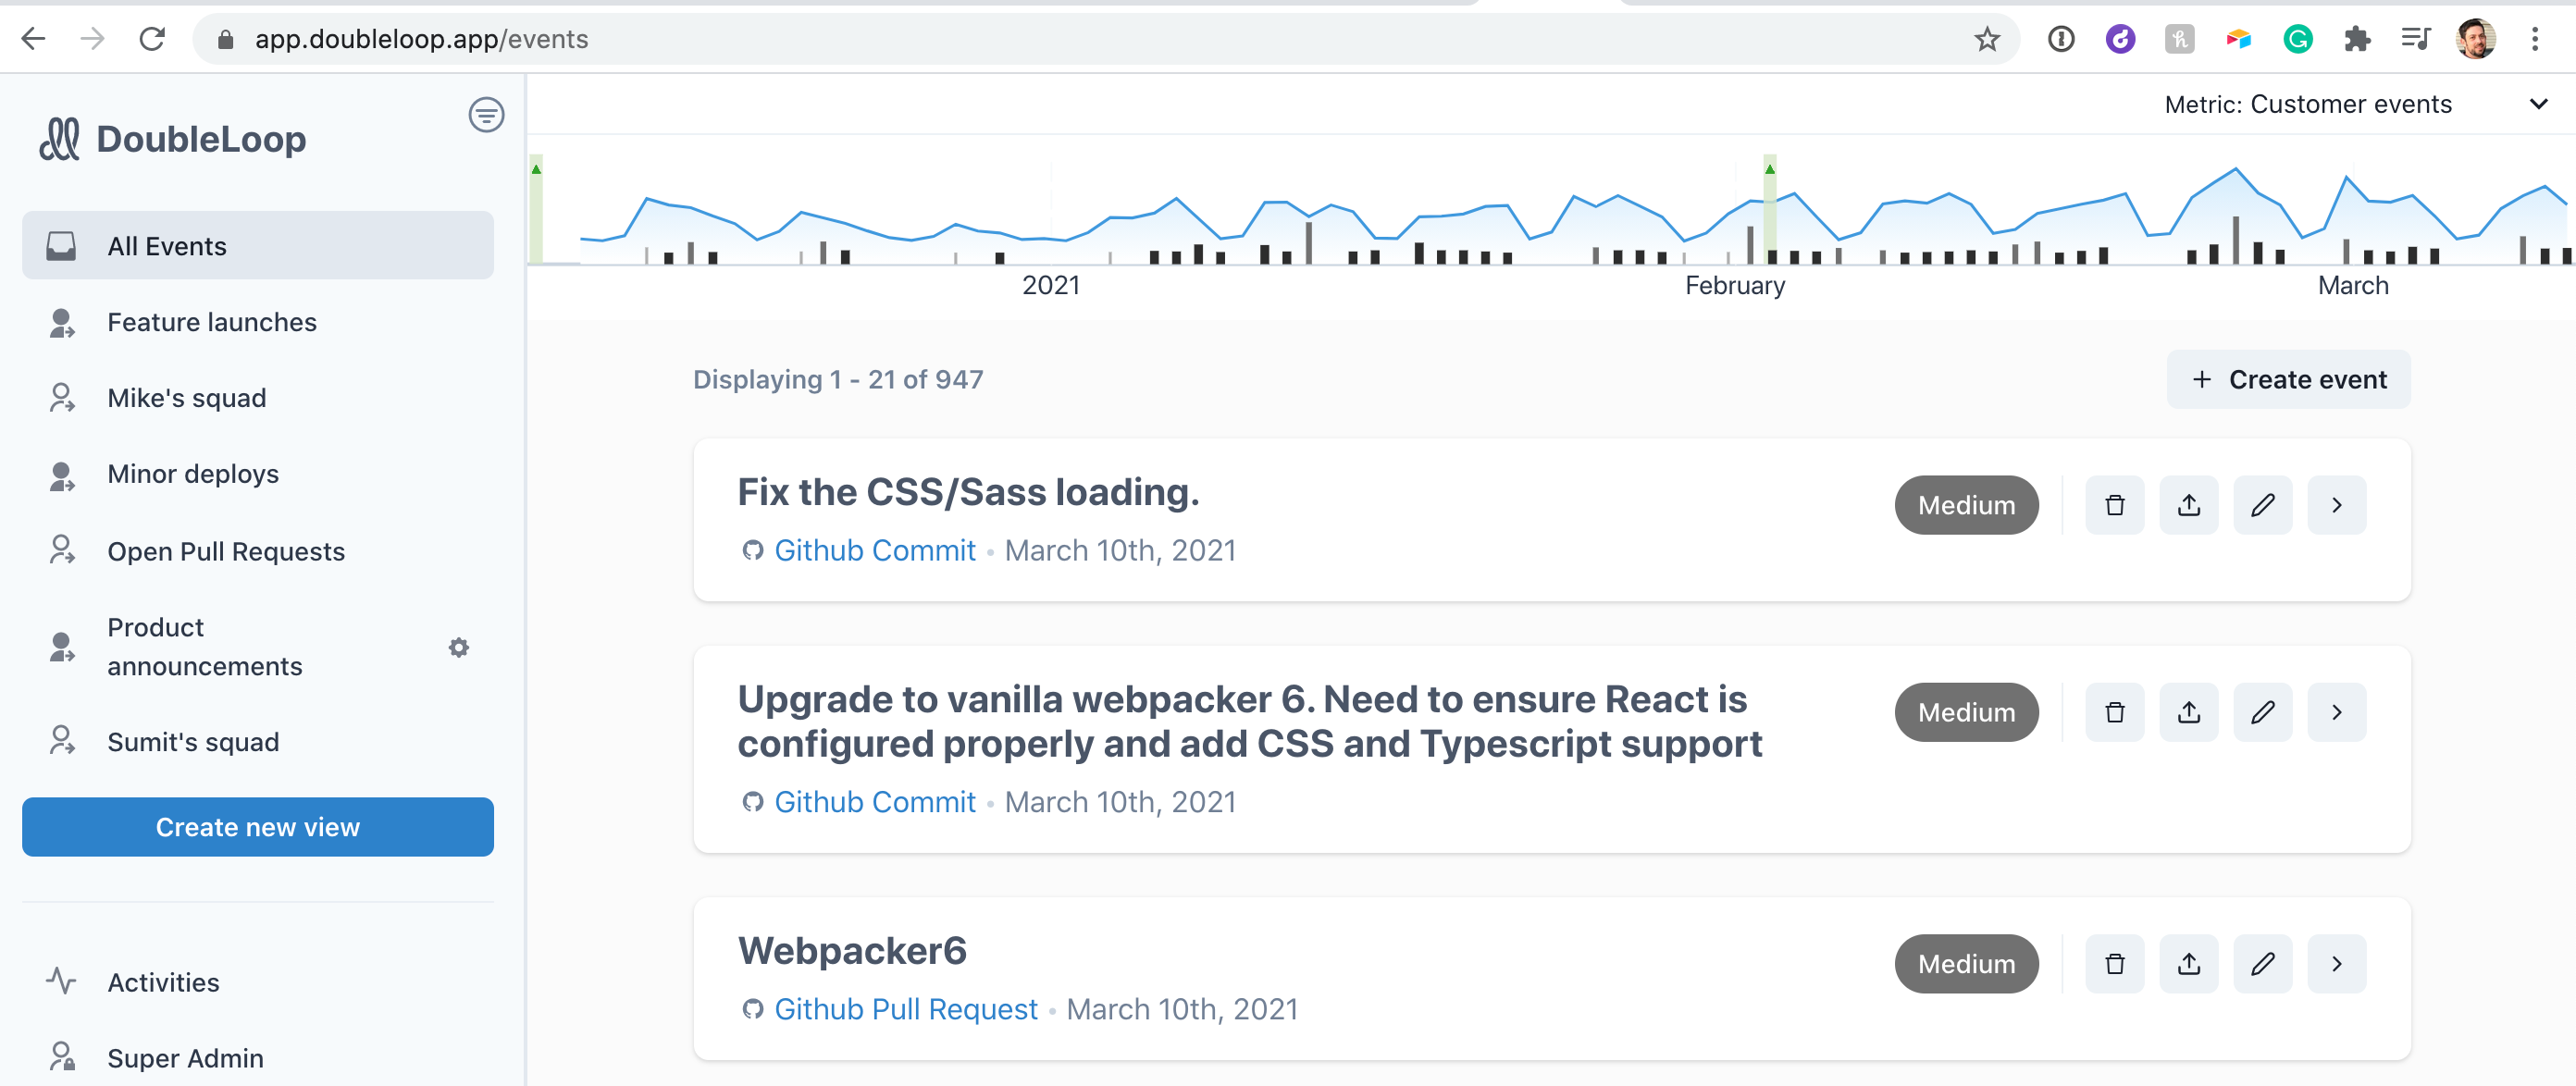 app.doubleloop.app/events
DoubleLoop
All Events
Feature launches
Mike's squad
Minor deploys
Open Pull Requests
Product
announcements
Sumit's squad
Create new view
Activities
Super Admin
Metric: Customer events
2021
February
March
Displaying 1 - 21 of 947
+ Create event
Fix the CSS/Sass loading.
Medium
Github Commit • March 10th, 2021
Upgrade to vanilla webpacker 6. Need to ensure React is
configured properly and add CSS and Typescript support
Medium
Github Commit • March 10th, 2021
Webpacker6
Medium
Github Pull Request • March 10th, 2021